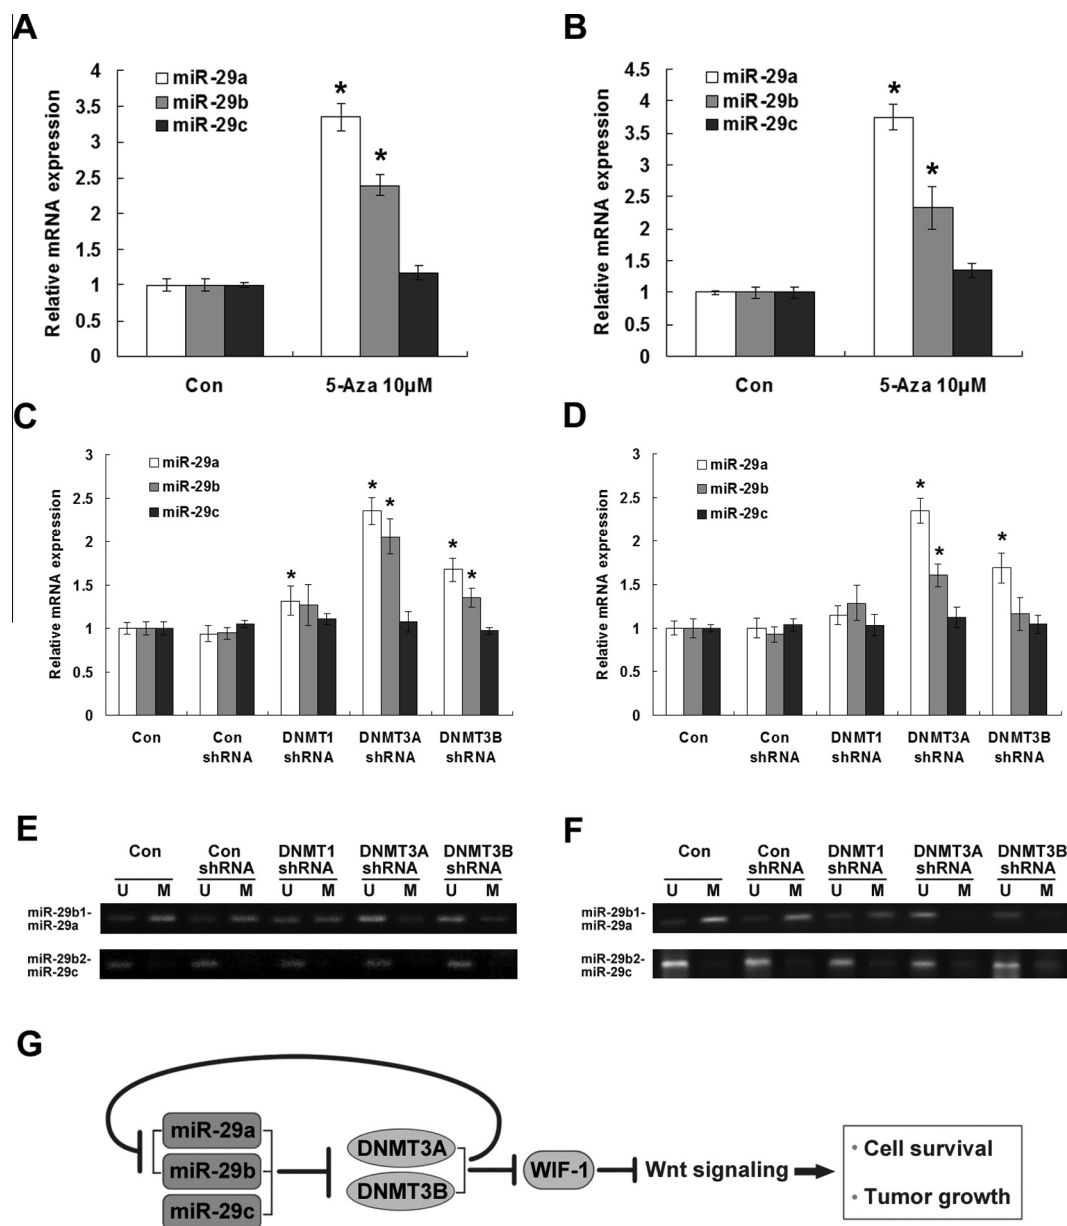 A
Relative mRNA expression
4
3.5
3
2.5
2
1.5
1
0.5
0
miR-29a
miR-29b
miR-29c
*
*
Con
5-Aza 10μM
B
Relative mRNA expression
4.5
4
3.5
3
2.5
2
1.5
1
0.5
0
miR-29a
miR-29b
miR-29c
*
*
Con
5-Aza 10μM
C
Relative mRNA expression
3
2.5
2
1.5
1
0.5
0
miR-29a
miR-29b
miR-29c
*
*
*
*
*
Con
Con shRNA
DNMT1 shRNA
DNMT3A shRNA
DNMT3B shRNA
D
Relative mRNA expression
3
2.5
2
1.5
1
0.5
0
miR-29a
miR-29b
miR-29c
*
*
*
Con
Con shRNA
DNMT1 shRNA
DNMT3A shRNA
DNMT3B shRNA
E
Con
Con shRNA
DNMT1 shRNA
DNMT3A shRNA
DNMT3B shRNA
U M U M U M U M U M
miR-29b1-
miR-29a
miR-29b2-
miR-29c
F
Con
Con shRNA
DNMT1 shRNA
DNMT3A shRNA
DNMT3B shRNA
U M U M U M U M U M
miR-29b1-
miR-29a
miR-29b2-
miR-29c
G
miR-29a
miR-29b
miR-29c
DNMT3A
DNMT3B
WIF-1
Wnt signaling
• Cell survival
• Tumor growth